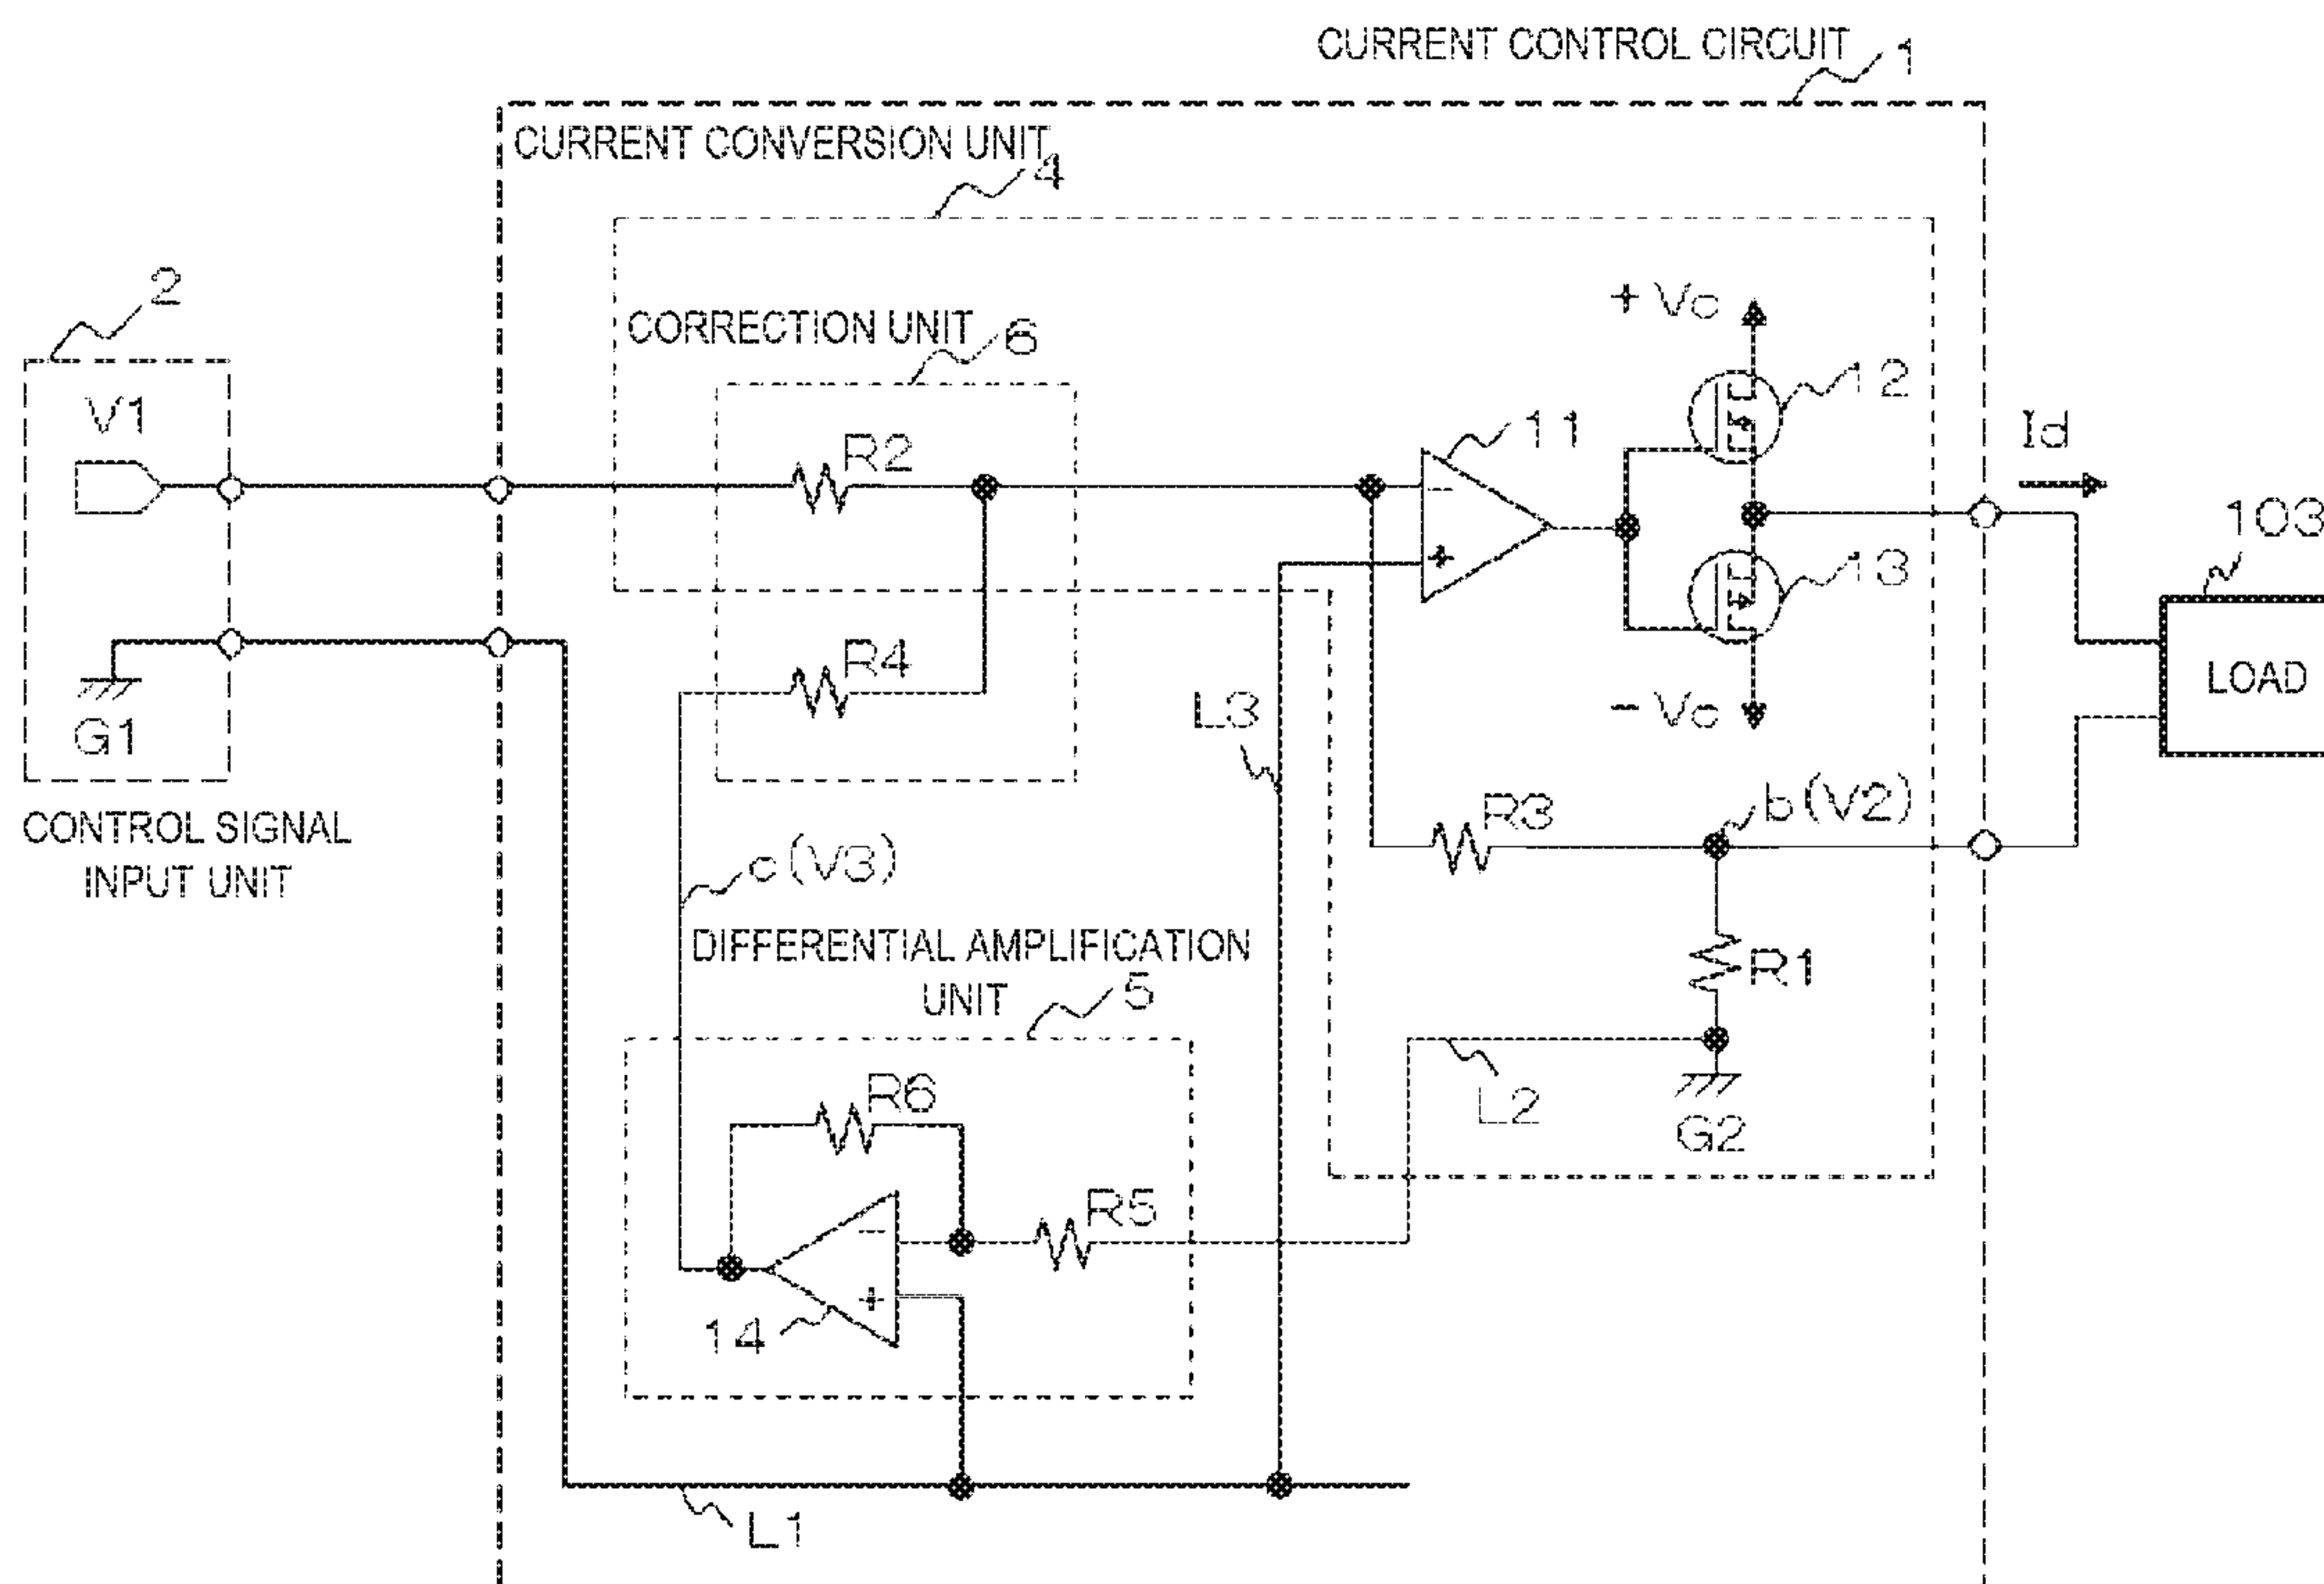 CURRENT CONTROL CIRCUIT 1
CURRENT CONVERSION UNIT
4
2
CORRECTION UNIT
6
+ Vc
12
V1
R2
11
Id
103
13
R4
LOAD
G1
L3
- Vc
CONTROL SIGNAL
INPUT UNIT
R3
b (V2)
c (V3)
DIFFERENTIAL AMPLIFICATION
UNIT
5
R1
R6
L2
G2
R5
-
+
-
+
14
L1